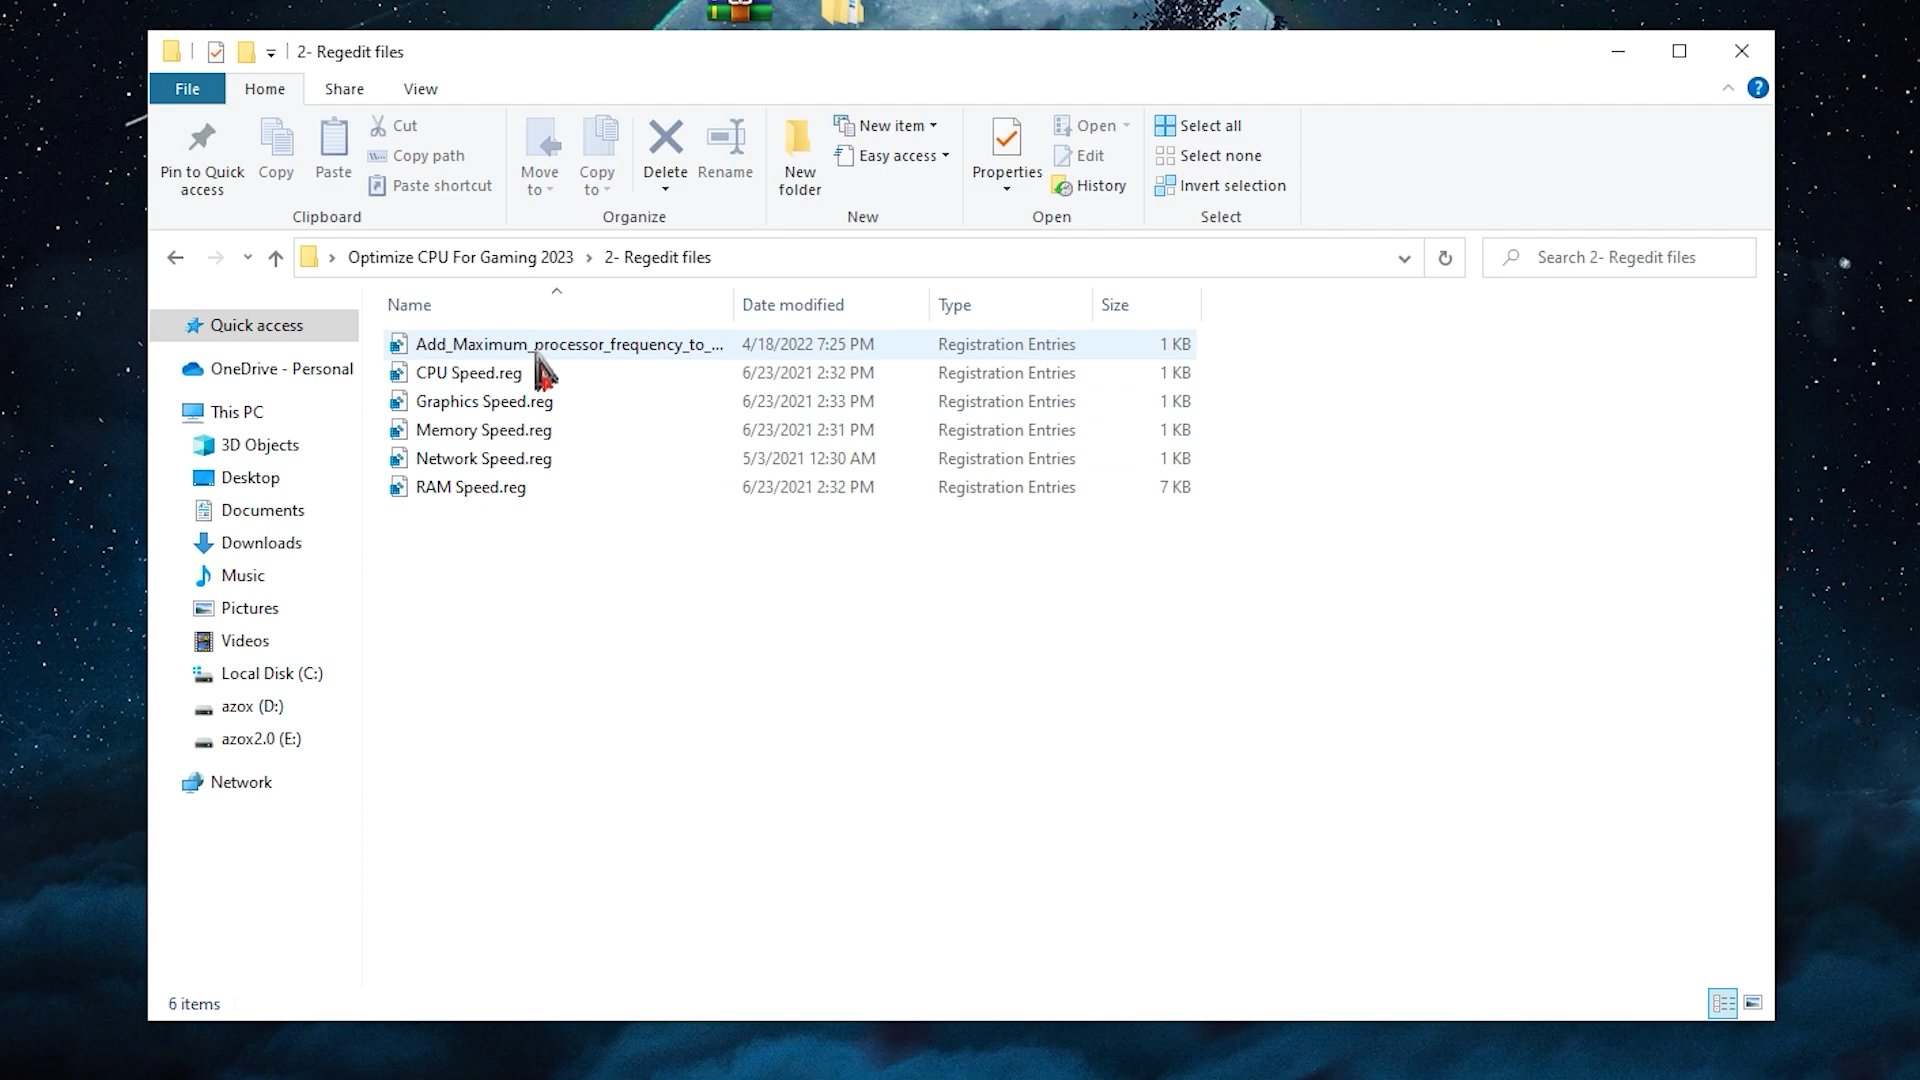 2- Regedit files
File Home Share View
Pin to Quick access
Copy
Paste
Cut
Copy path
Paste shortcut
Clipboard
Move to
Copy to
Delete
Rename
Organize
New folder
New item
Easy access
New
Properties
Open
Edit
History
Open
Select all
Select none
Invert selection
Select
Optimize CPU For Gaming 2023 › 2- Regedit files
Search 2- Regedit files
Quick access
OneDrive - Personal
This PC
3D Objects
Desktop
Documents
Downloads
Music
Pictures
Videos
Local Disk (C:)
azox (D:)
azox2.0 (E:)
Network
Name Date modified Type Size
Add_Maximum_processor_frequency_to_... 4/18/2022 7:25 PM Registration Entries 1 KB
CPU Speed.reg 6/23/2021 2:32 PM Registration Entries 1 KB
Graphics Speed.reg 6/23/2021 2:33 PM Registration Entries 1 KB
Memory Speed.reg 6/23/2021 2:31 PM Registration Entries 1 KB
Network Speed.reg 5/3/2021 12:30 AM Registration Entries 1 KB
RAM Speed.reg 6/23/2021 2:32 PM Registration Entries 7 KB
6 items